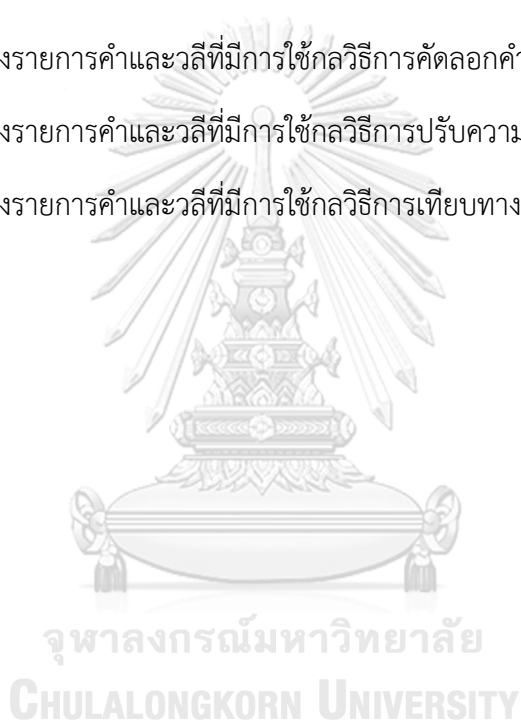 งรายการคำและวลีที่มีการใช้กลวิธีการคัดลอกคำ
งรายการคำและวลีที่มีการใช้กลวิธีการปรับความ
งรายการคำและวลีที่มีการใช้กลวิธีการเทียบทาง
จุฬาลงกรณ์มหาวิทยาลัย
CHULALONGKORN UNIVERSITY